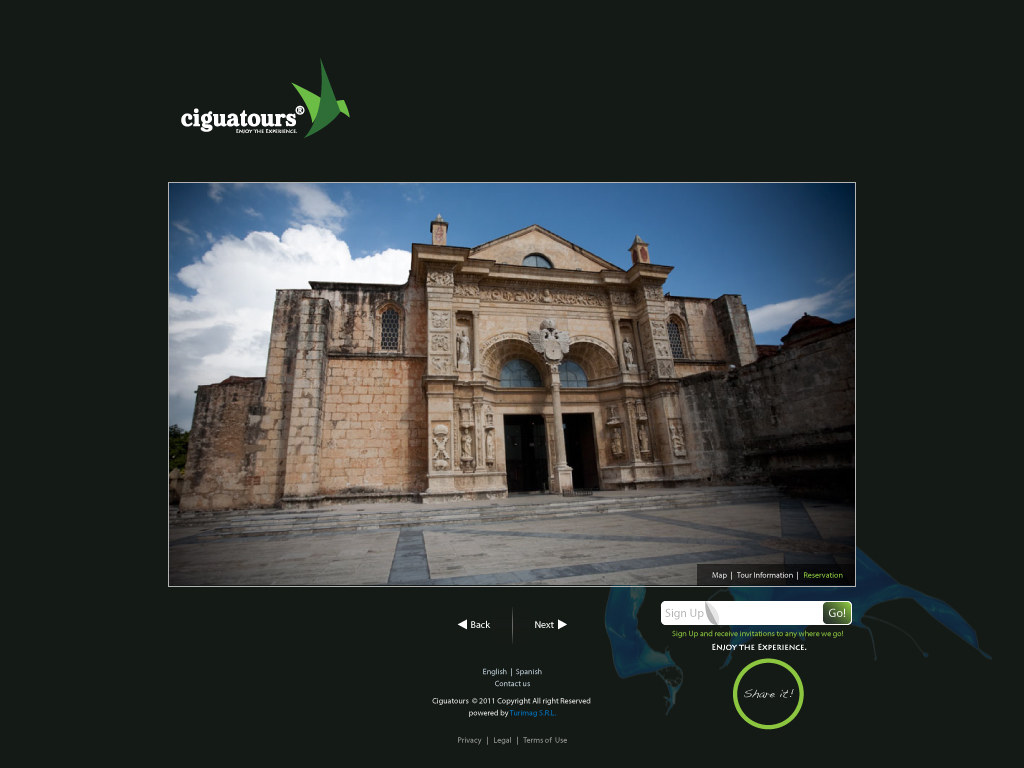 ciguatours®
Enjoy the Experience.
Map | Tour Information | Reservation
Back
Next
Sign Up
Go!
Sign Up and receive invitations to any where we go!
Enjoy the Experience.
English | Spanish
Contact us
Share it!
Ciguatours © 2011 Copyright All right Reserved
powered by Turimag S.R.L.
Privacy | Legal | Terms of Use